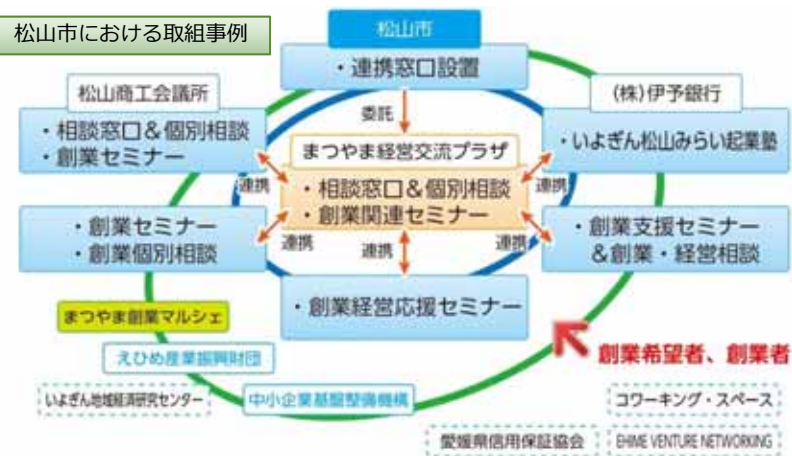 松山市における取組事例
松山市
・連携窓口設置
松山商工会議所
・相談窓口&個別相談
・創業セミナー
(株)伊予銀行
・いよぎん松山みらい起業塾
委託
まつやま経営交流プラザ
・相談窓口&個別相談
・創業関連セミナー
連携
連携
・創業セミナー
・創業個別相談
連携
連携
連携
・創業支援セミナー
&創業・経営相談
・創業経営応援セミナー
まつやま創業マルシェ
えひめ産業振興財団
創業希望者、創業者
いよぎん地域経済研究センター
中小企業基盤整備機構
コワーキング・スペース
愛媛県信用保証協会
EHIME VENTURE NETWORKING